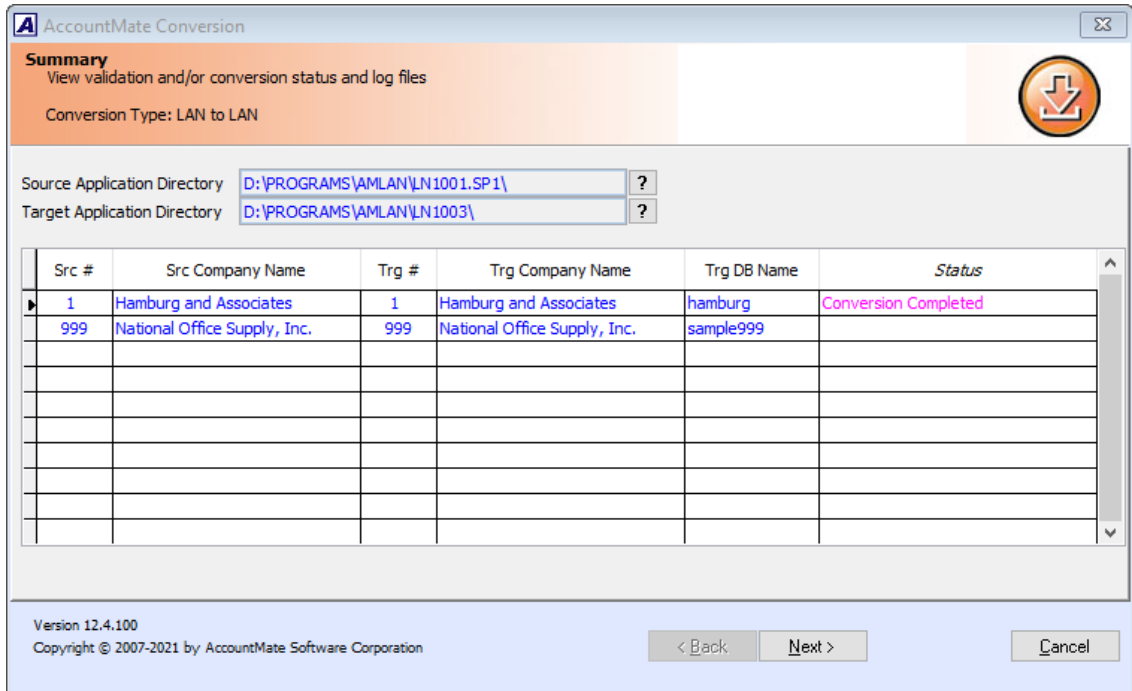 AccountMate Conversion
Summary
View validation and/or conversion status and log files
Conversion Type: LAN to LAN
Source Application Directory D:\PROGRAMS\AMLAN\LN1001.SP1\ ?
Target Application Directory D:\PROGRAMS\AMLAN\LN1003\ ?
Src # Src Company Name Trg # Trg Company Name Trg DB Name Status
1 Hamburg and Associates 1 Hamburg and Associates hamburg Conversion Completed
999 National Office Supply, Inc. 999 National Office Supply, Inc. sample999
Version 12.4.100
Copyright © 2007-2021 by AccountMate Software Corporation
< Back Next > Cancel